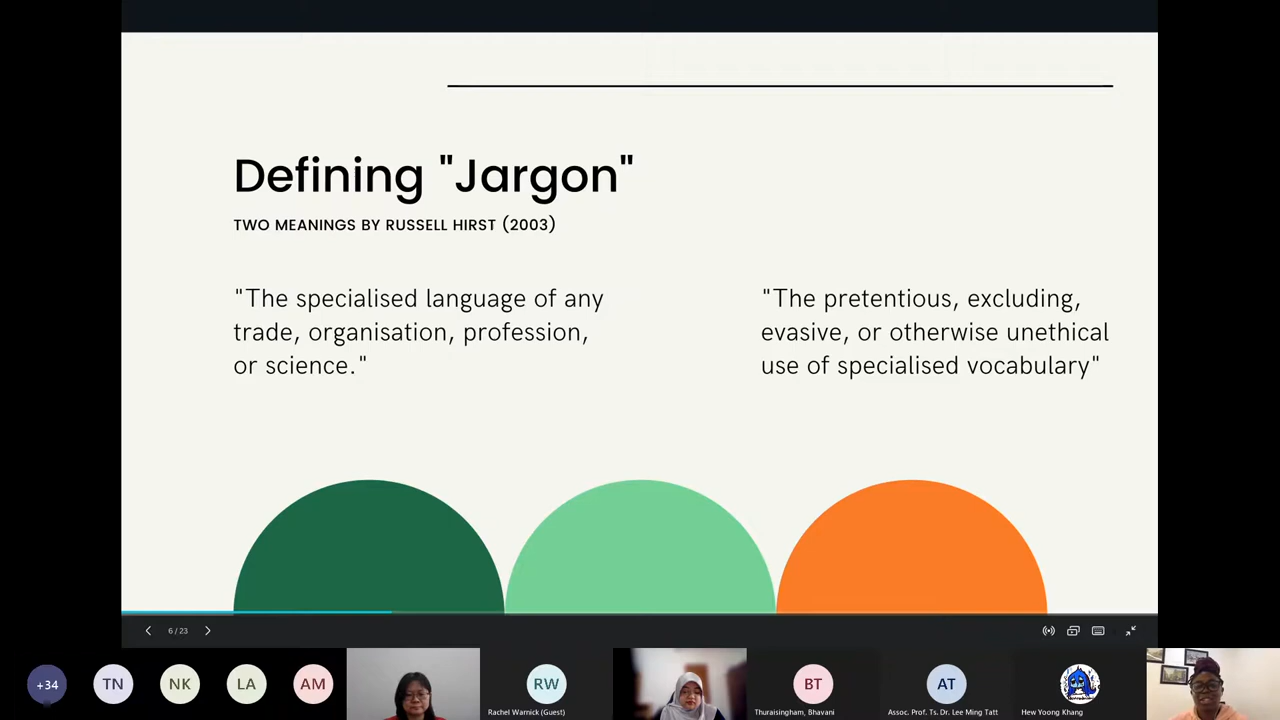 Defining "Jargon"
TWO MEANINGS BY RUSSELL HIRST (2003)
"The specialised language of any
trade, organisation, profession,
or science."
"The pretentious, excluding,
evasive, or otherwise unethical
use of specialised vocabulary"
6 / 23
+34
TN
NK
LA
AM
RW
Rachel Warnick (Guest)
BT
Thuraisingham, Bhavani
AT
Assoc. Prof. Ts. Dr. Lee Ming Tatt
Hew Yoong Khang